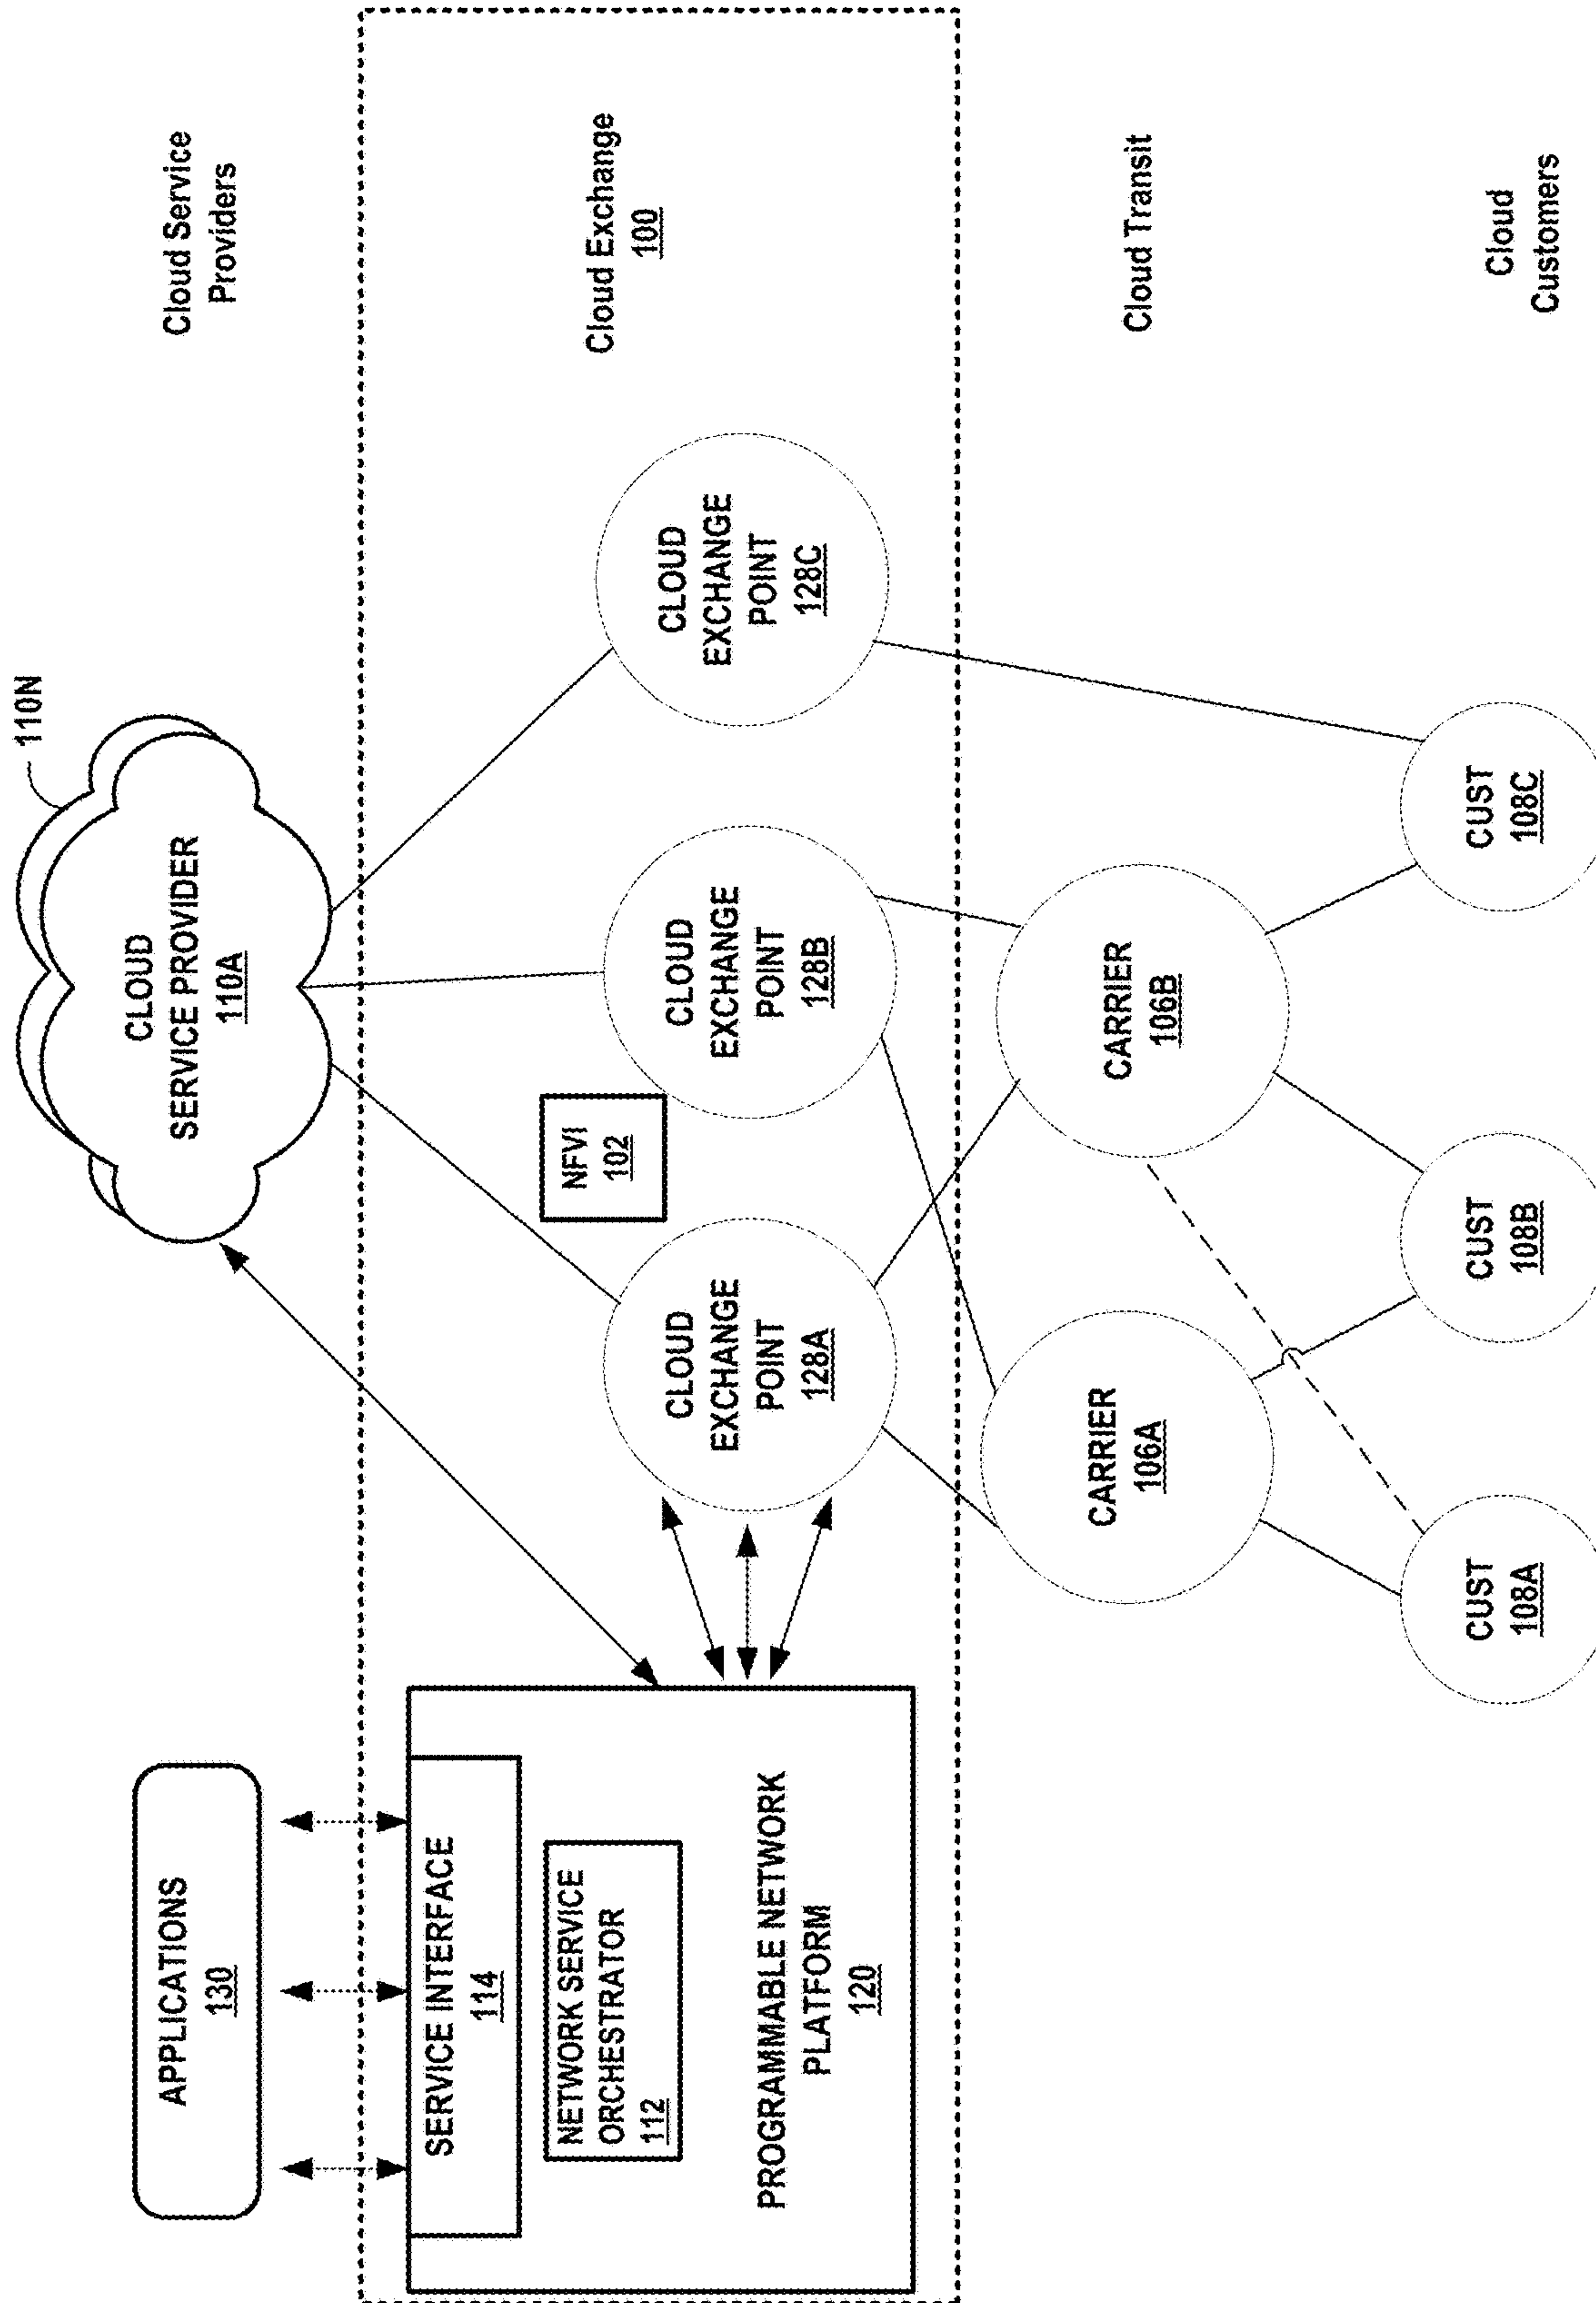 110N
CLOUD
SERVICE PROVIDER
110A
Cloud Service
Providers
APPLICATIONS
130
SERVICE INTERFACE
114
NETWORK SERVICE
ORCHESTRATOR
112
PROGRAMMABLE NETWORK
PLATFORM
120
NFVI
102
CLOUD
EXCHANGE
POINT
128A
CLOUD
EXCHANGE
POINT
128B
CLOUD
EXCHANGE
POINT
128C
Cloud Exchange
100
CARRIER
106A
CARRIER
106B
Cloud Transit
CUST
108A
CUST
108B
CUST
108C
Cloud
Customers